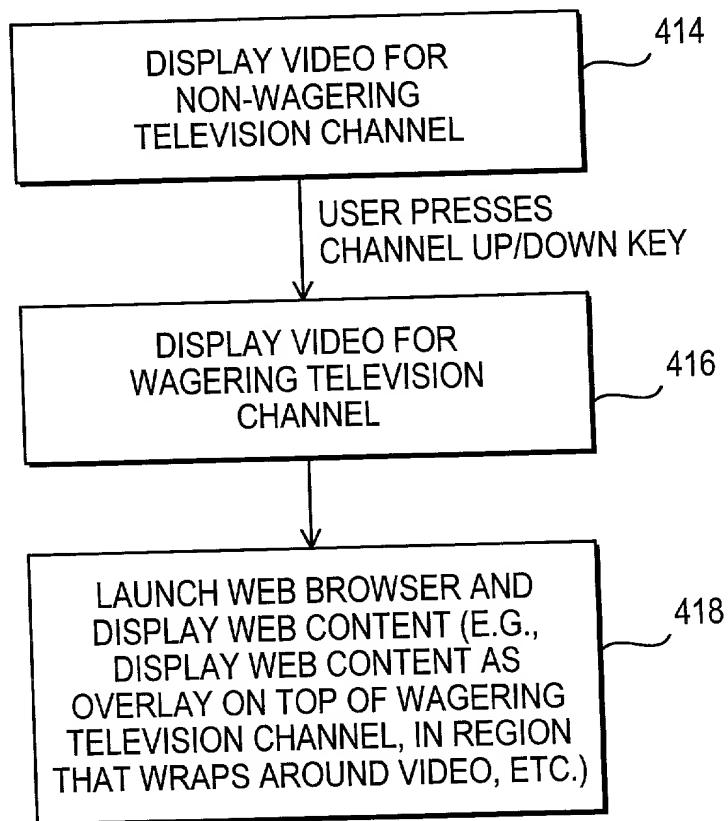 DISPLAY VIDEO FOR
NON-WAGERING
TELEVISION CHANNEL
414
USER PRESSES
CHANNEL UP/DOWN KEY
DISPLAY VIDEO FOR
WAGERING TELEVISION
CHANNEL
416
LAUNCH WEB BROWSER AND
DISPLAY WEB CONTENT (E.G.,
DISPLAY WEB CONTENT AS
OVERLAY ON TOP OF WAGERING
TELEVISION CHANNEL, IN REGION
THAT WRAPS AROUND VIDEO, ETC.)
418